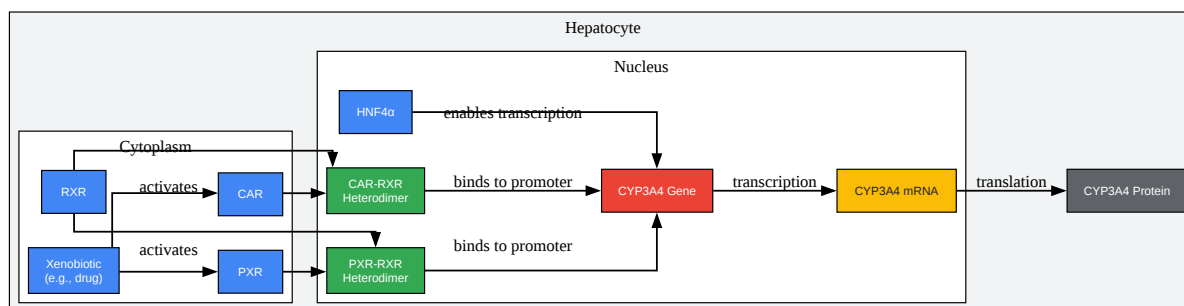 Hepatocyte
Nucleus
HNF4α
enables transcription
Cytoplasm
RXR
activates
CAR
CAR-RXR
Heterodimer
binds to promoter
CYP3A4 Gene
transcription
CYP3A4 mRNA
translation
CYP3A4 Protein
Xenobiotic
(e.g., drug)
activates
PXR
PXR-RXR
Heterodimer
binds to promoter